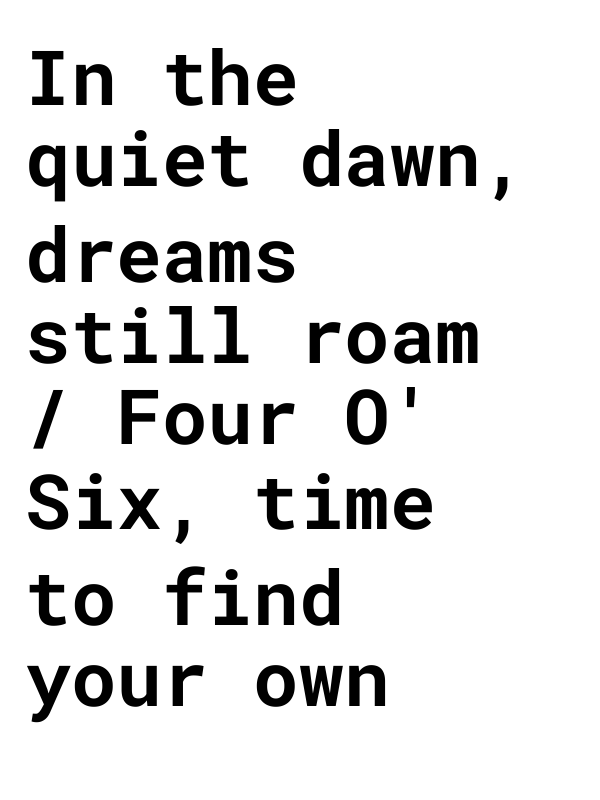 In the
quiet dawn,
dreams
still roam
/ Four O'
Six, time
to find
your own